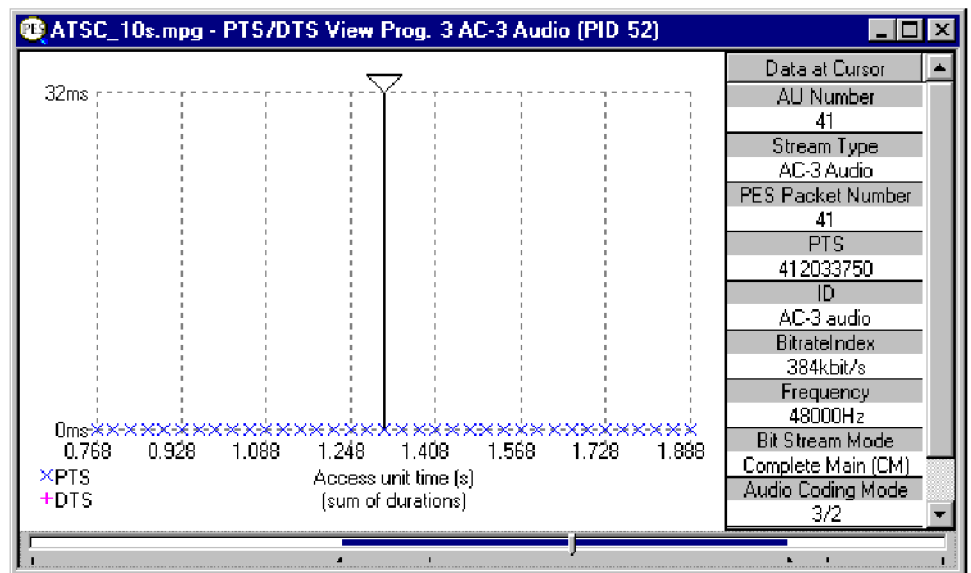 PES ATSC_10s.mpg - PTS/DTS View Prog. 3 AC-3 Audio (PID 52)
32ms
0ms
0.768 0.928 1.088 1.248 1.408 1.568 1.728 1.888
×PTS
+DTS
Access unit time (s)
(sum of durations)
Data at Cursor
AU Number
41
Stream Type
AC-3 Audio
PES Packet Number
41
PTS
412033750
ID
AC-3 audio
BitrateIndex
384kbit/s
Frequency
48000Hz
Bit Stream Mode
Complete Main (CM)
Audio Coding Mode
3/2